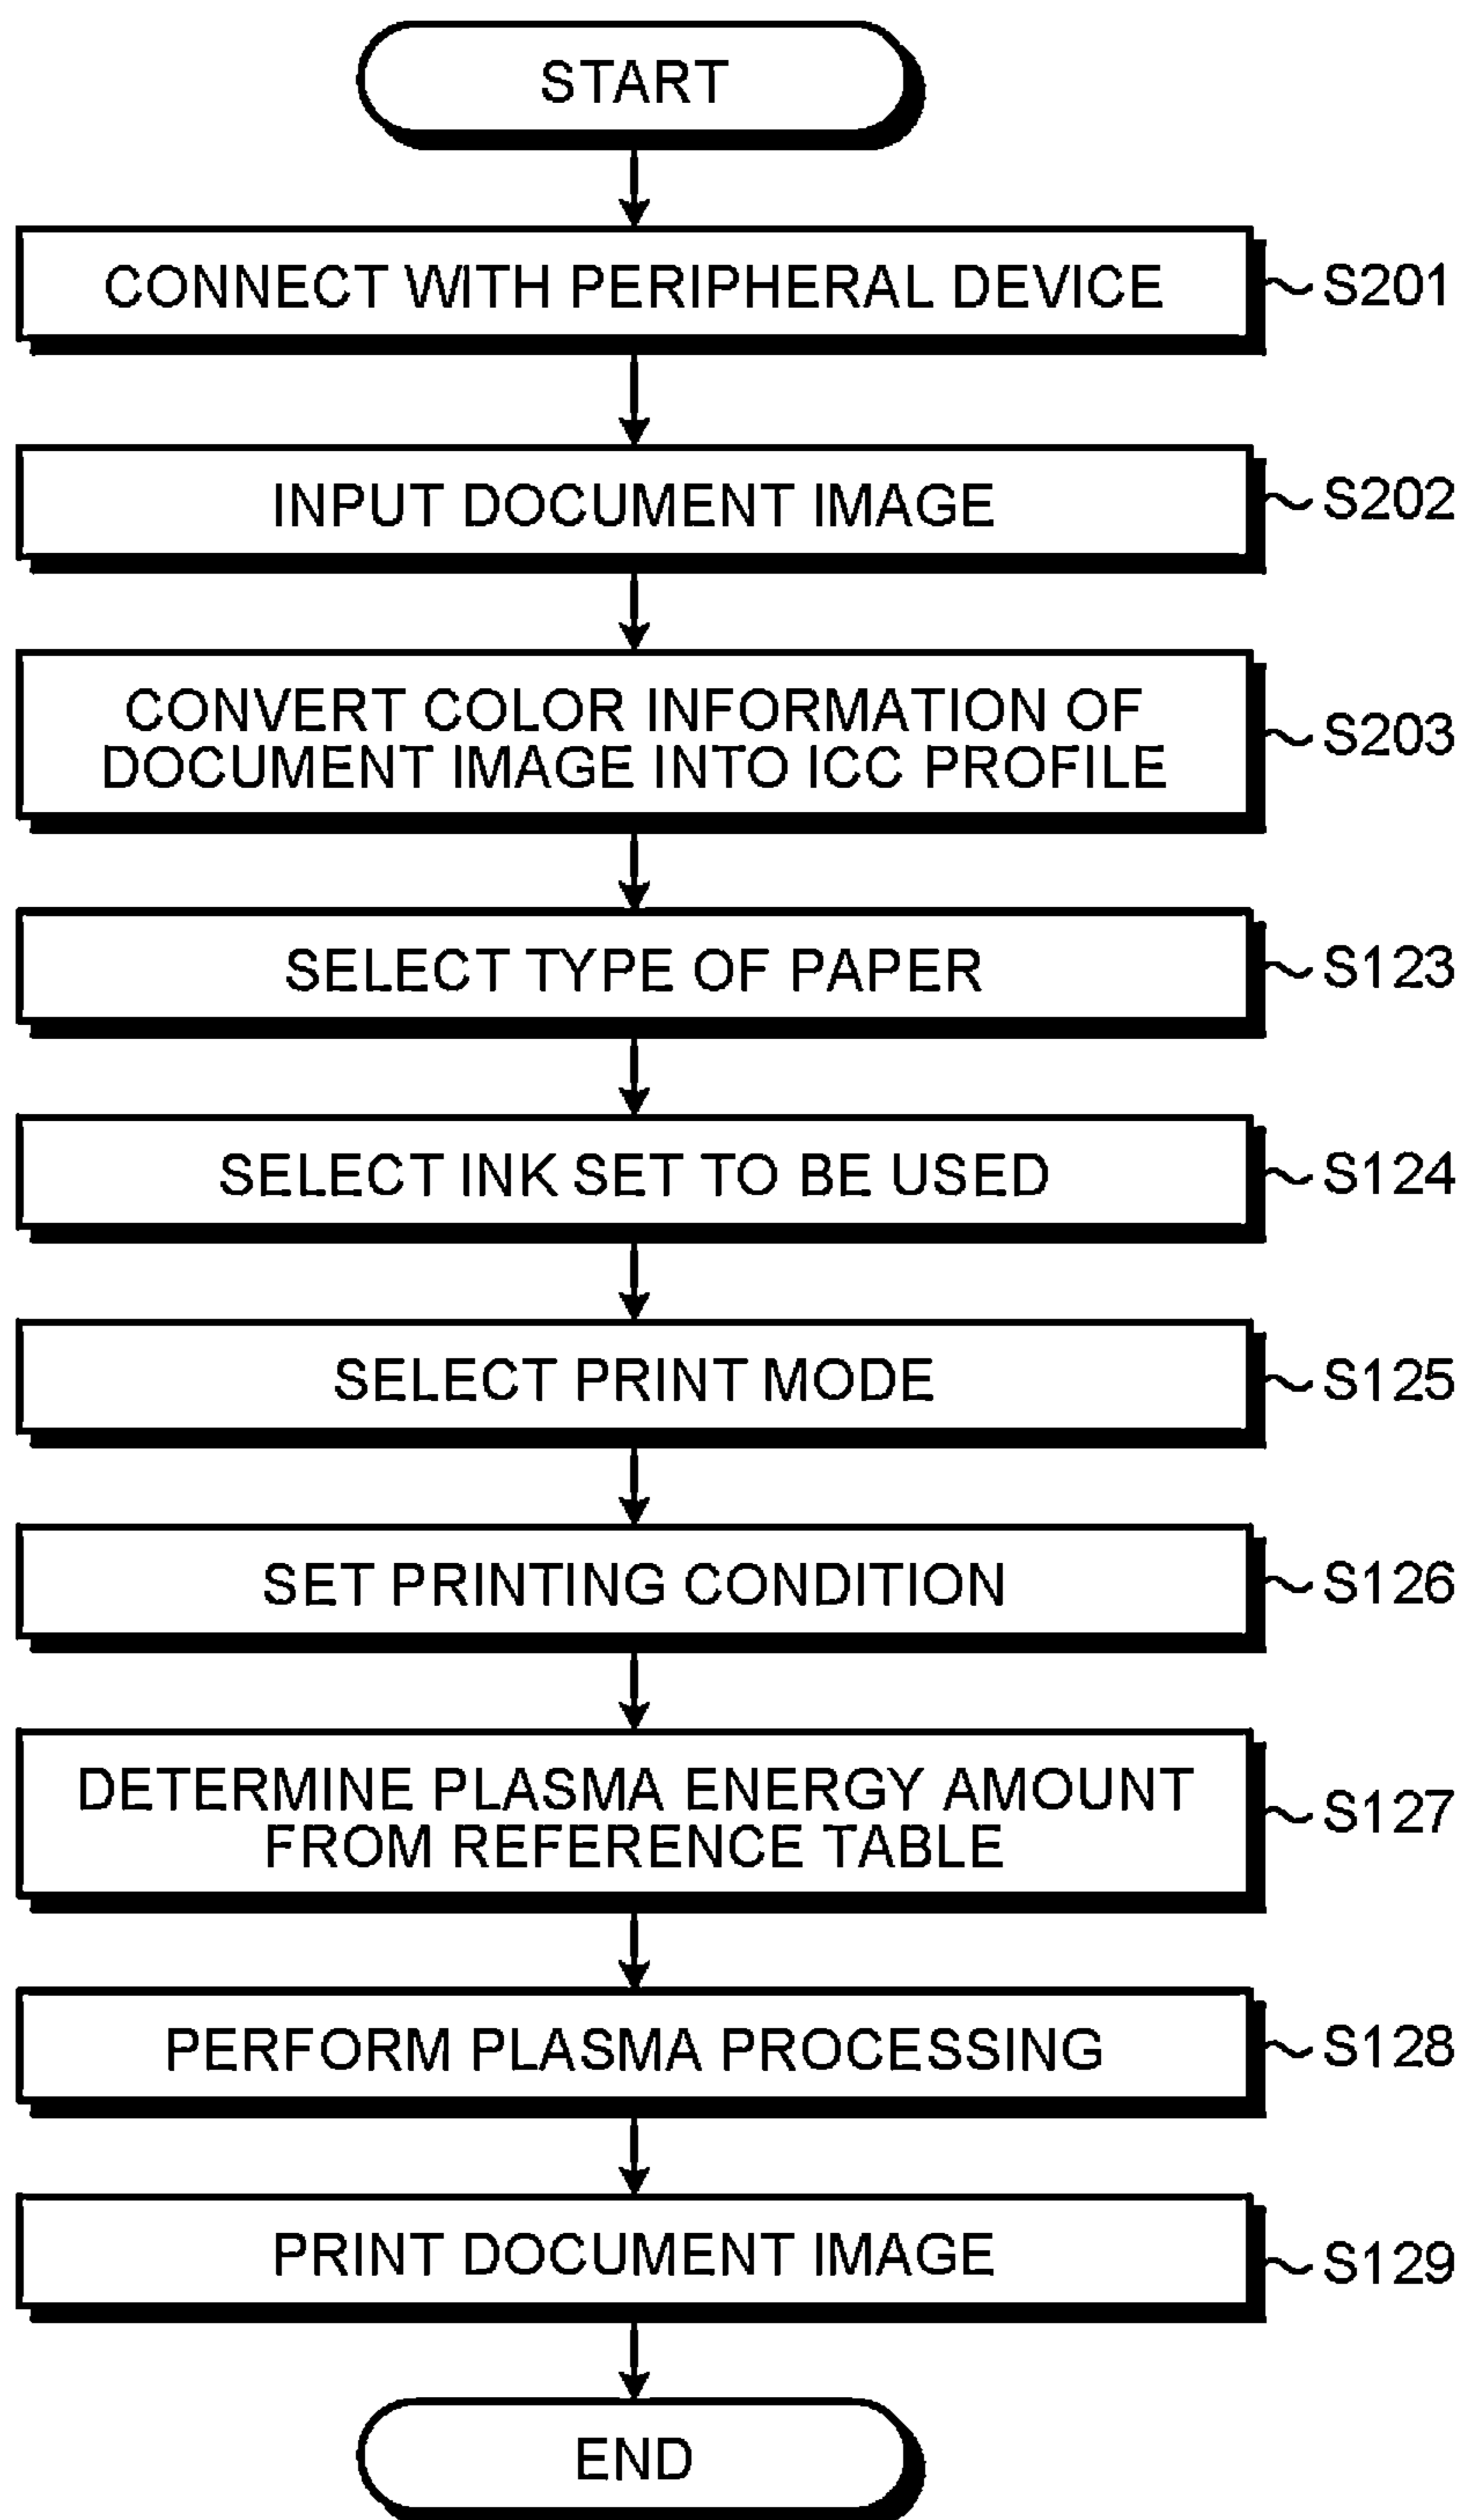 START
CONNECT WITH PERIPHERAL DEVICE
S201
INPUT DOCUMENT IMAGE
S202
CONVERT COLOR INFORMATION OF
DOCUMENT IMAGE INTO ICC PROFILE
S203
SELECT TYPE OF PAPER
S123
SELECT INK SET TO BE USED
S124
SELECT PRINT MODE
S125
SET PRINTING CONDITION
S126
DETERMINE PLASMA ENERGY AMOUNT
FROM REFERENCE TABLE
S127
PERFORM PLASMA PROCESSING
S128
PRINT DOCUMENT IMAGE
S129
END